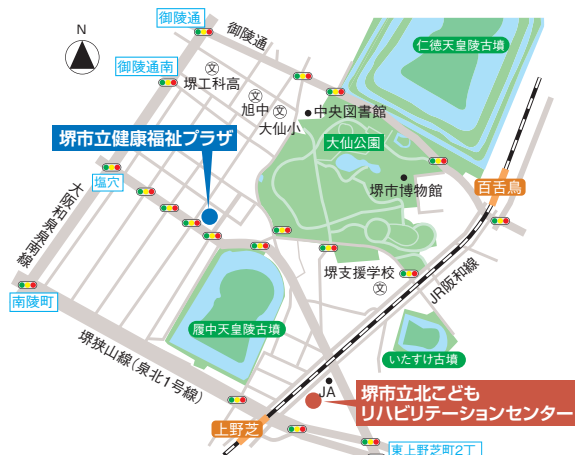 N
御陵通
御陵通
仁徳天皇陵古墳
御陵通南
文
堺工科高
文
旭中
文
大仙小
中央図書館
堺市立健康福祉プラザ
大仙公園
塩穴
堺市博物館
百舌鳥
大阪和泉泉南線
堺支援学校
文
JR阪和線
南陵町
履中天皇陵古墳
いたすけ古墳
堺狭山線(泉北1号線)
JA
堺市立北こども
リハビリテーションセンター
上野芝
東上野芝町2丁